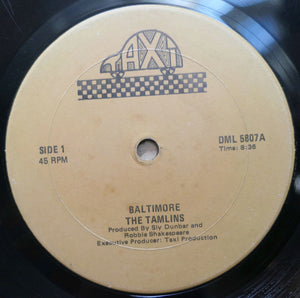 TAXI
SIDE 1
45 RPM
DML 5807A
Time: 8:36
BALTIMORE
THE TAMLINS
Produced By Sly Dunbar and
Robbie Shakespeare
Executive Producer: Taxi Production